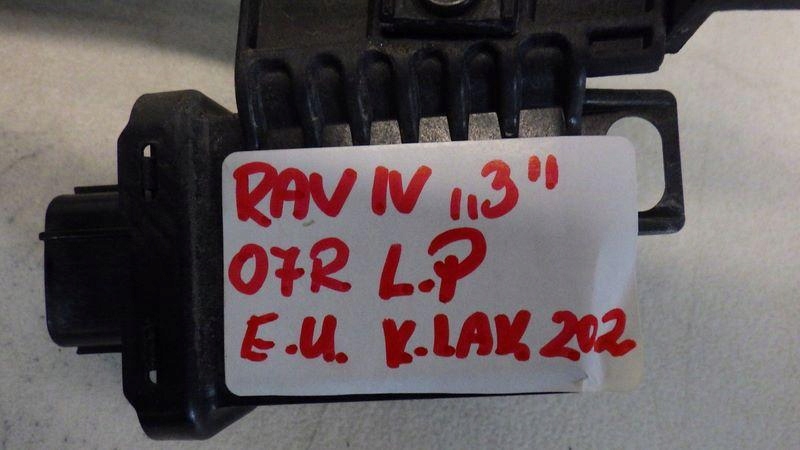 RAV IV „3"
07R L.P
E.U. K.LAK. 202